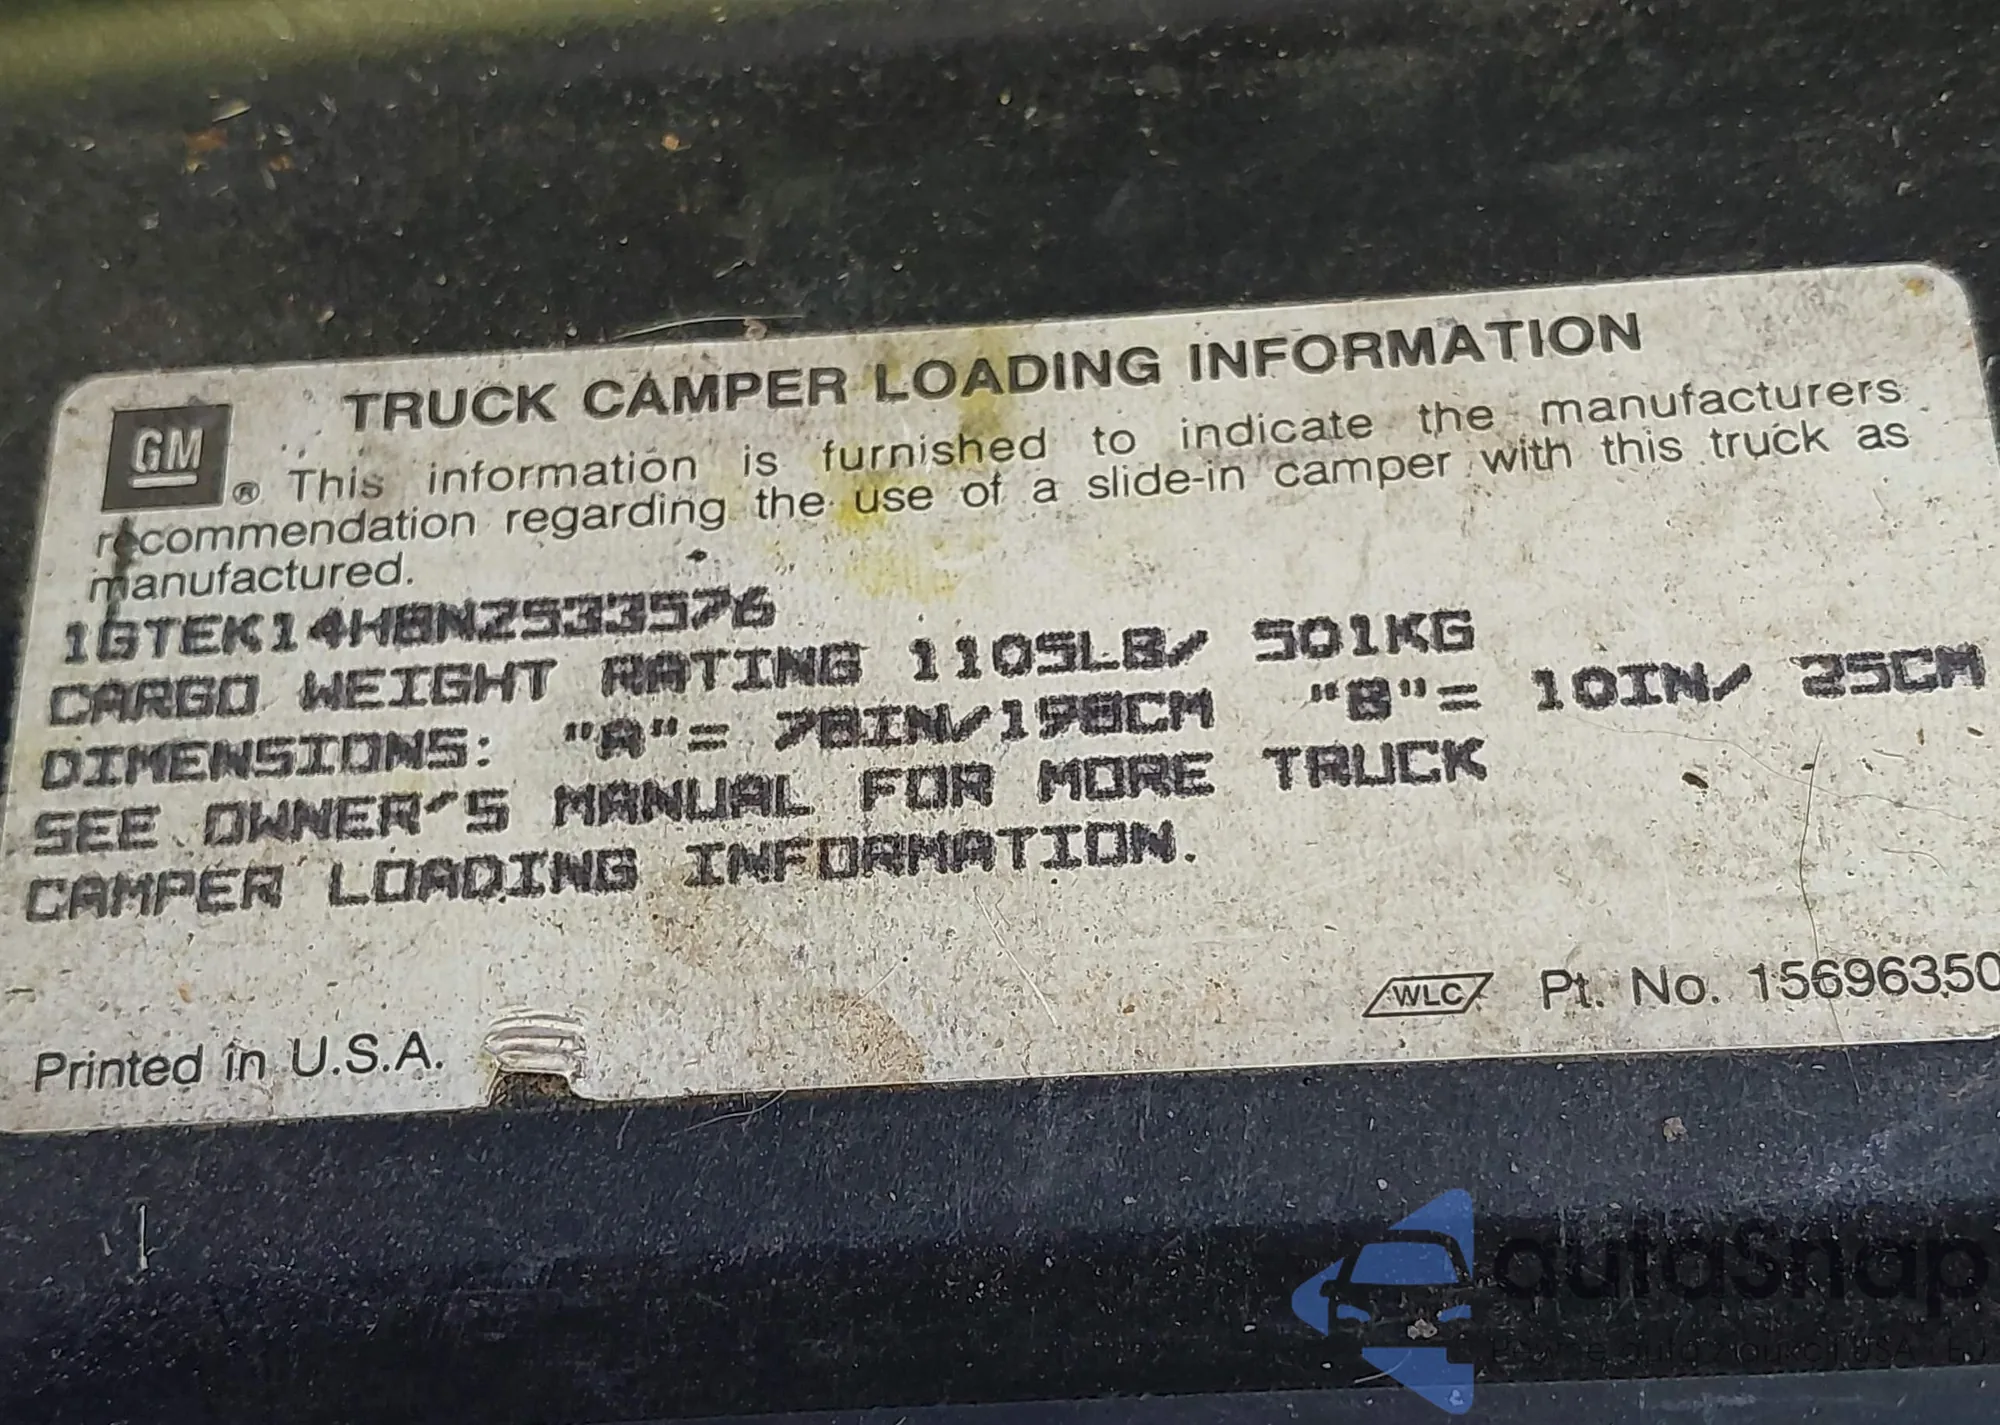 TRUCK CAMPER LOADING INFORMATION
GM ® This information is furnished to indicate the manufacturers
recommendation regarding the use of a slide-in camper with this truck as
manufactured.
1GTEK14H8NZ533576
CARGO WEIGHT RATING 1105LB/ 501KG
DIMENSIONS: "A"= 78IN/198CM "B"= 10IN/ 25CM
SEE OWNER'S MANUAL FOR MORE TRUCK
CAMPER LOADING INFORMATION.
WLC Pt. No. 15696350
Printed in U.S.A.
autaSnap